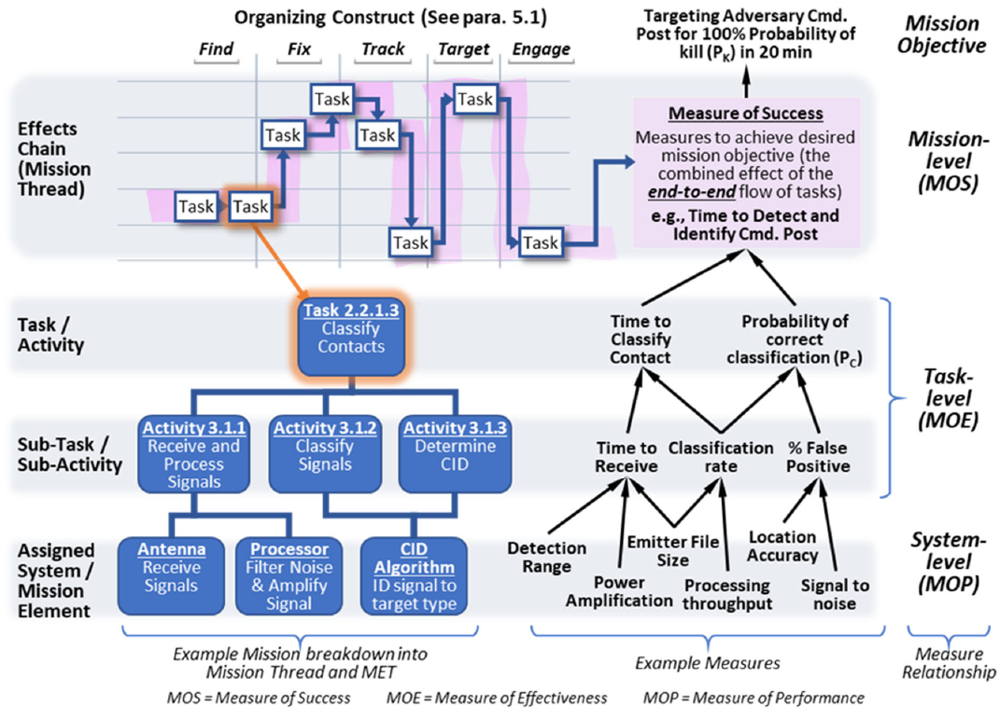 Organizing Construct (See para. 5.1)
Find
Fix
Track
Target
Engage
Targeting Adversary Cmd.
Post for 100% Probability of
kill (PK) in 20 min
Mission
Objective
Effects
Chain
(Mission
Thread)
Task
Task
Task
Task
Task
Task
Task
Task
Measure of Success
Measures to achieve desired
mission objective (the
combined effect of the
end-to-end flow of tasks)
e.g., Time to Detect and
Identify Cmd. Post
Mission-
level
(MOS)
Task /
Activity
Task 2.2.1.3
Classify
Contacts
Time to
Classify
Contact
Probability of
correct
classification (PC)
Task-
level
(MOE)
Sub-Task /
Sub-Activity
Activity 3.1.1
Receive and
Process
Signals
Activity 3.1.2
Classify
Signals
Activity 3.1.3
Determine
CID
Time to
Receive
Classification
rate
% False
Positive
Assigned
System /
Mission
Element
Antenna
Receive
Signals
Processor
Filter Noise
& Amplify
Signal
CID
Algorithm
ID signal to
target type
Detection
Range
Power
Amplification
Emitter File
Size
Processing
throughput
Location
Accuracy
Signal to
noise
System-
level
(MOP)
Example Mission breakdown into
Mission Thread and MET
Example Measures
Measure
Relationship
MOS = Measure of Success
MOE = Measure of Effectiveness
MOP = Measure of Performance